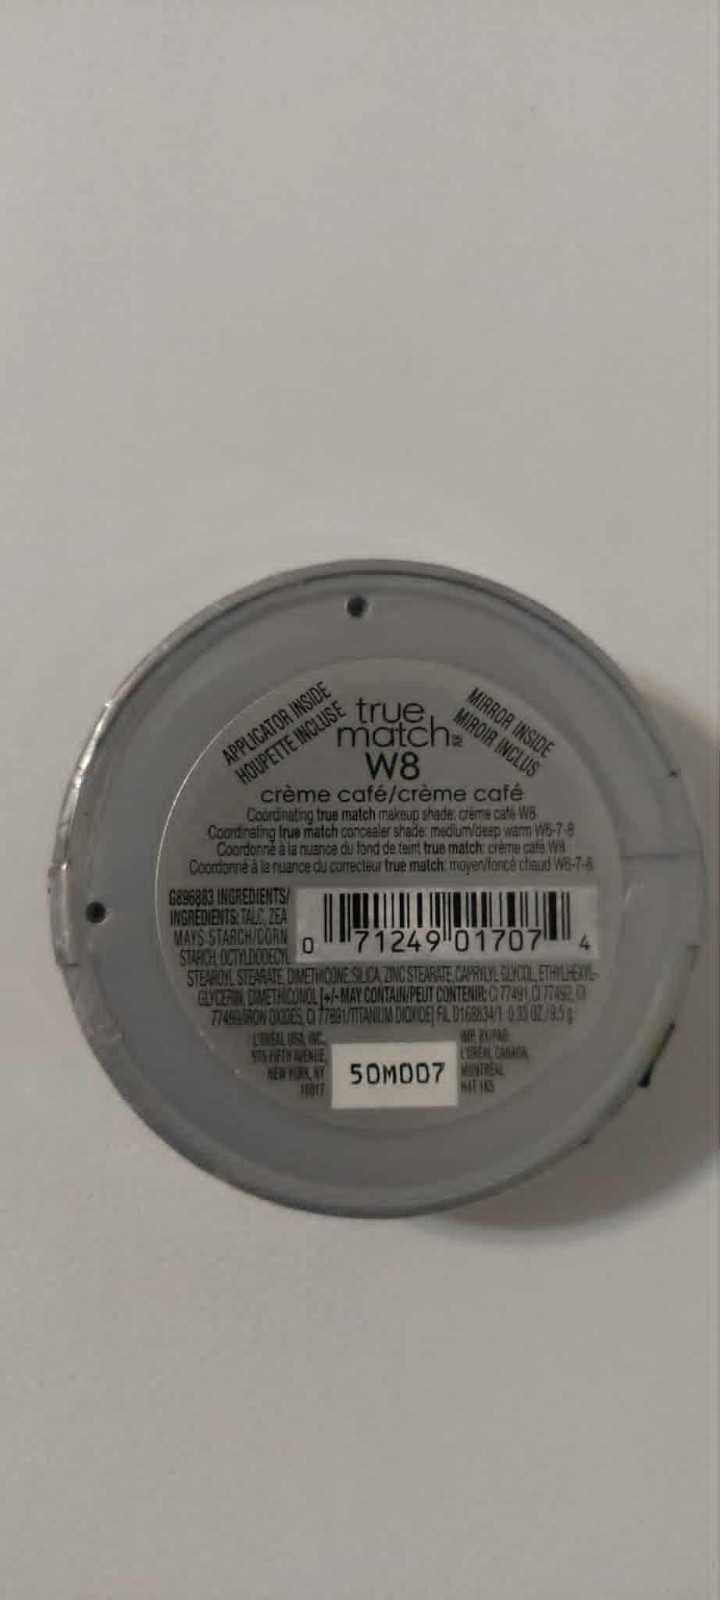 APPLICATOR INSIDE
HOUPETTE INCLUSE
true
match
MIRROR INSIDE
MIROIR INCLUS
W8
crème café/crème café
Coordinating true match makeup shade: crème café W8
Coordinating true match concealer shade: medium/deep warm W6-7-8
Coordonné à la nuance du fond de teint true match: crème café W8
Coordonné à la nuance du correcteur true match: moyen/foncé chaud W6-7-8
G896883 INGREDIENTS/
INGRÉDIENTS: TALC, ZEA
MAYS STARCH/CORN
STARCH, OCTYLDODECYL
STEAROYL STEARATE, DIMETHICONE, SILICA, ZINC STEARATE, CAPRYLYL GLYCOL, ETHYLHEXYL-
GLYCERIN, DIMETHICONOL [+/- MAY CONTAIN/PEUT CONTENIR: CI 77491, CI 77492, CI
77499/IRON OXIDES, CI 77891/TITANIUM DIOXIDE] FIL D168834/1 0.33 OZ./9.5 g
0 71249 01707 4
L'ORÉAL USA, INC.
575 FIFTH AVENUE,
NEW YORK, NY
10017
50M007
IMP. BY/PAR
L'ORÉAL CANADA,
MONTRÉAL
H4T 1K5